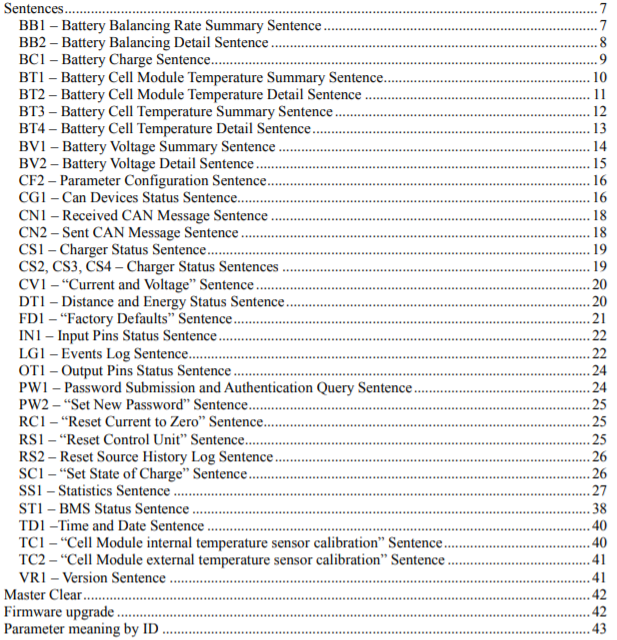 Sentences........................................................................................................................7
BB1 – Battery Balancing Rate Summary Sentence........................................................7
BB2 – Battery Balancing Detail Sentence ......................................................................8
BC1 – Battery Charge Sentence......................................................................................9
BT1 – Battery Cell Module Temperature Summary Sentence......................................10
BT2 – Battery Cell Module Temperature Detail Sentence ...........................................11
BT3 – Battery Cell Temperature Summary Sentence ...................................................12
BT4 – Battery Cell Temperature Detail Sentence.........................................................13
BV1 – Battery Voltage Summary Sentence ..................................................................14
BV2 – Battery Voltage Detail Sentence ........................................................................15
CF2 – Parameter Configuration Sentence.....................................................................16
CG1 – Can Devices Status Sentence..............................................................................16
CN1 – Received CAN Message Sentence ....................................................................18
CN2 – Sent CAN Message Sentence ............................................................................18
CS1 – Charger Status Sentence.....................................................................................19
CS2, CS3, CS4 – Charger Status Sentences .................................................................19
CV1 – “Current and Voltage” Sentence ........................................................................20
DT1 – Distance and Energy Status Sentence................................................................20
FD1 – “Factory Defaults” Sentence..............................................................................21
IN1 – Input Pins Status Sentence ..................................................................................22
LG1 – Events Log Sentence..........................................................................................22
OT1 – Output Pins Status Sentence ..............................................................................24
PW1 – Password Submission and Authentication Query Sentence..............................24
PW2 – “Set New Password” Sentence..........................................................................25
RC1 – “Reset Current to Zero” Sentence......................................................................25
RS1 – “Reset Control Unit” Sentence...........................................................................25
RS2 – Reset Source History Log Sentence...................................................................26
SC1 – “Set State of Charge” Sentence..........................................................................26
SS1 – Statistics Sentence ..............................................................................................27
ST1 – BMS Status Sentence .........................................................................................38
TD1 –Time and Date Sentence .....................................................................................40
TC1 – “Cell Module internal temperature sensor calibration” Sentence......................40
TC2 – “Cell Module external temperature sensor calibration” Sentence .....................41
VR1 – Version Sentence ...............................................................................................41
Master Clear..................................................................................................................42
Firmware upgrade .........................................................................................................42
Parameter meaning by ID .............................................................................................43